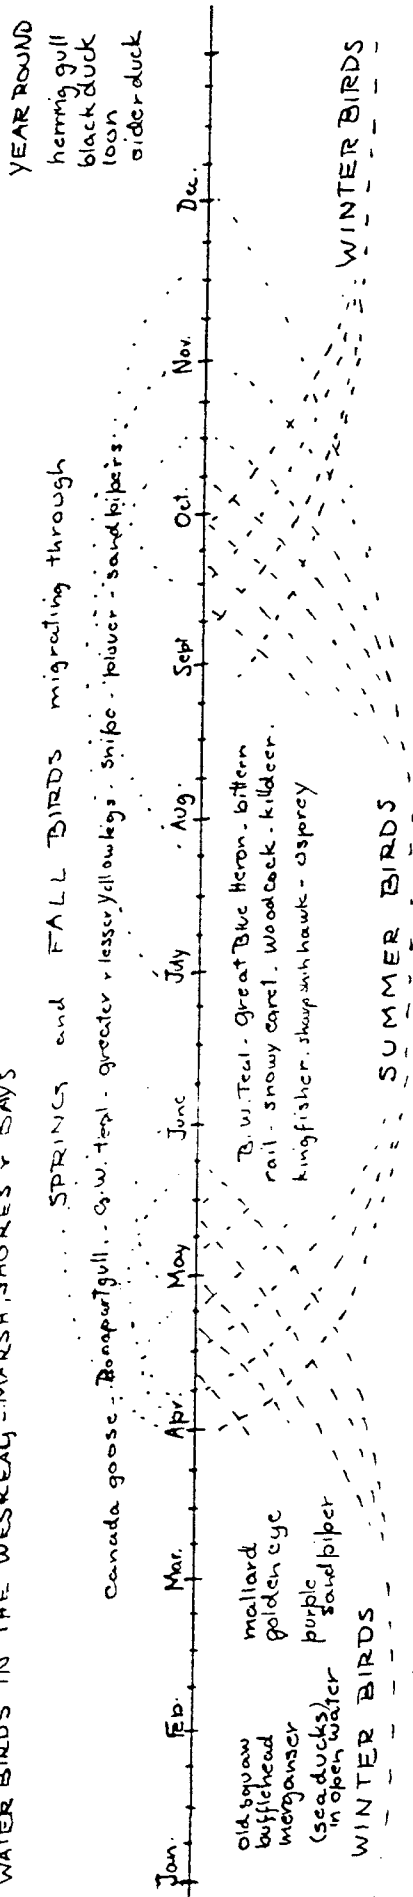 WATER BIRDS IN THE WESKEAG - MARSH, SHORES & BAYS
YEAR ROUND
herring gull
black duck
loon
eider duck
SPRING and FALL BIRDS migrating through
Canada goose - Bonapart gull - G.W. teal - greater & lesser yellowlegs - snipe - plover - sandpipers
Jan. Feb. Mar. Apr. May June July Aug. Sept Oct. Nov. Dec.
old squaw
bufflehead
merganser
(seaducks)
in open water
mallard
golden eye
purple
sandpiper
B.W. Teal - Great Blue Heron - bittern
rail - snowy egret - woodcock - killdeer.
kingfisher. sharpshin hawk - osprey
WINTER BIRDS
SUMMER BIRDS
WINTER BIRDS